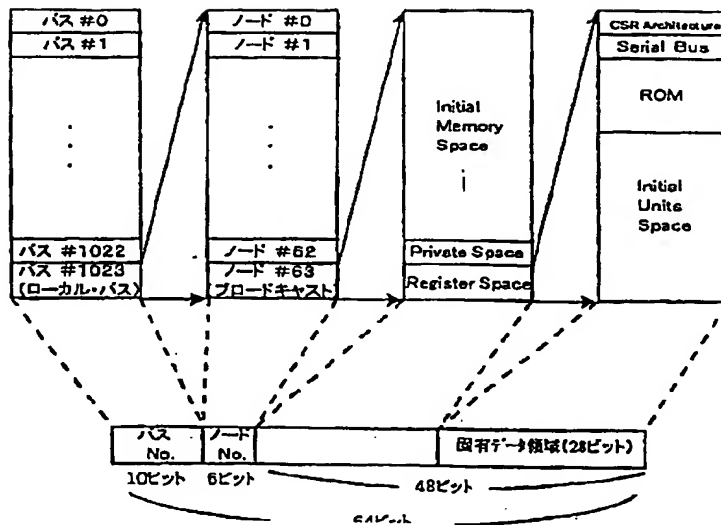 バス #0
バス #1
バス #1022
バス #1023
(ローカル・バス)
ノード #0
ノード #1
ノード #62
ノード #63
ブロードキャスト
Initial
Memory
Space
Private Space
Register Space
CSR Architecture
Serial Bus
ROM
Initial
Units
Space
バス
No.
ノード
No.
固有データ領域(28ビット)
10ビット
6ビット
48ビット
64ビット